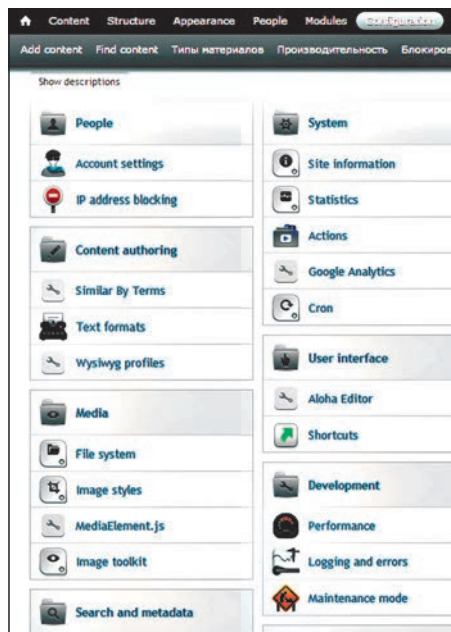 Content Structure Appearance People Modules Configuration
Add content Find content Типы материалов Производительность Блокиров
Show descriptions
People
Account settings
IP address blocking
Content authoring
Similar By Terms
Text formats
Wysiwyg profiles
Media
File system
Image styles
MediaElement.js
Image toolkit
Search and metadata
System
Site information
Statistics
Actions
Google Analytics
Cron
User interface
Aloha Editor
Shortcuts
Development
Performance
Logging and errors
Maintenance mode